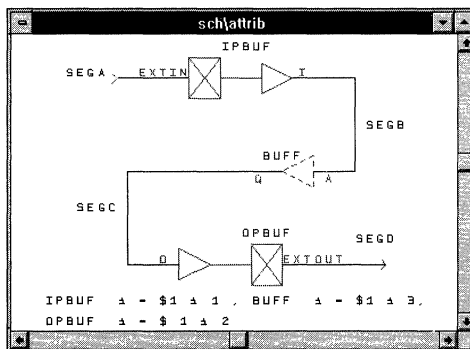 sch\attrib
IPBUF
SEGA EXTIN I
SEGB
BUFF
Q A
SEGC
OPBUF
SEGD
O EXTOUT
IPBUF - $1 1 , BUFF - $1 3,
OPBUF - $ 1 2